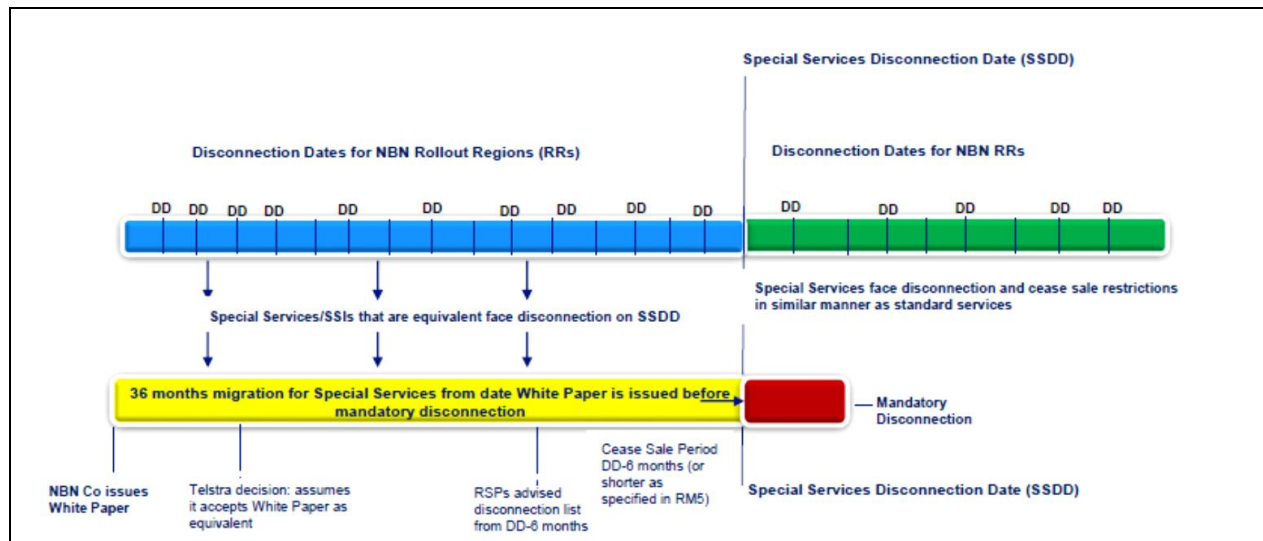 Special Services Disconnection Date (SSDD)
Disconnection Dates for NBN Rollout Regions (RRs)
Disconnection Dates for NBN RRs
DD DD DD DD DD DD DD DD DD DD
DD DD DD DD DD
Special Services face disconnection and cease sale restrictions
in similar manner as standard services
Special Services/SSIs that are equivalent face disconnection on SSDD
36 months migration for Special Services from date White Paper is issued before
mandatory disconnection
Mandatory
Disconnection
NBN Co issues
White Paper
Telstra decision: assumes
it accepts White Paper as
equivalent
RSPs advised
disconnection list
from DD-6 months
Cease Sale Period
DD-6 months (or
shorter as
specified in RM5)
Special Services Disconnection Date (SSDD)